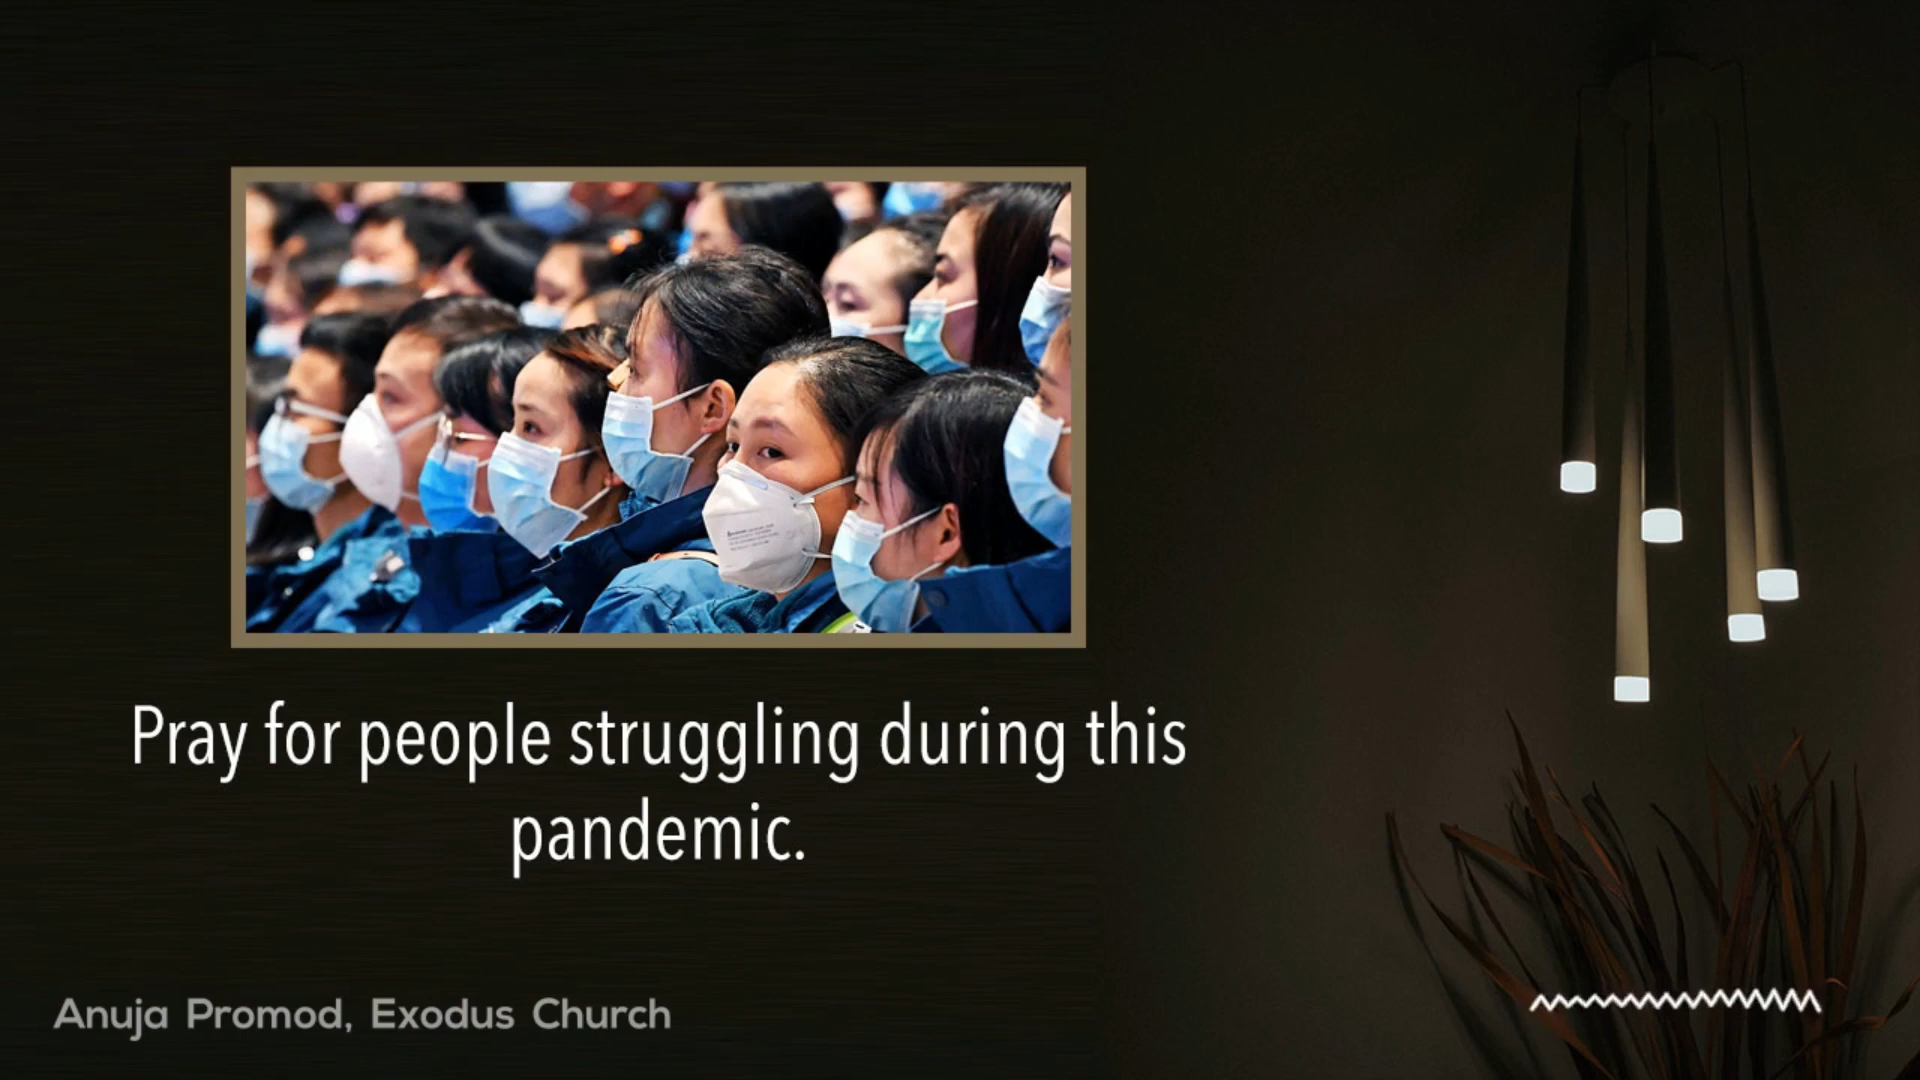 Pray for people struggling during this
pandemic.
Anuja Promod, Exodus Church